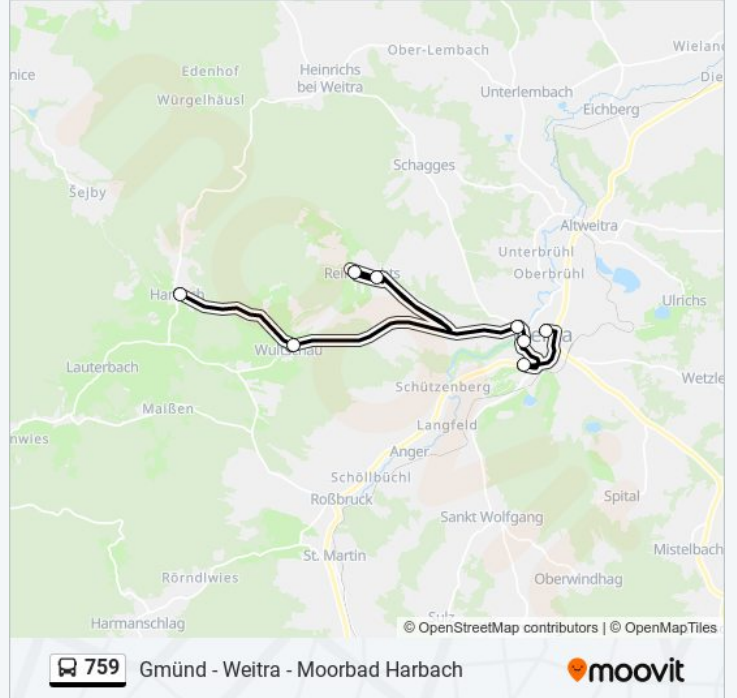 Ober-Lembach
Wielan
nice
Edenhof
Heinrichs
bei Weitra
Die
Würgelhäusl
Unterlembach
Eichberg
Schagges
Šejby
Altweitra
Unterbrühl
Oberbrühl
Ulrichs
Lauterbach
Schützenberg
Wetzle
Maißen
Langfeld
nwies
Anger
Schöllbüchl
Roßbruck
Spital
Sankt Wolfgang
St. Martin
Mistelbach
Rörndlwies
Oberwindhag
Harmanschlag
© OpenStreetMap contributors | © OpenMapTiles
759 Gmünd - Weitra - Moorbad Harbach
moovit